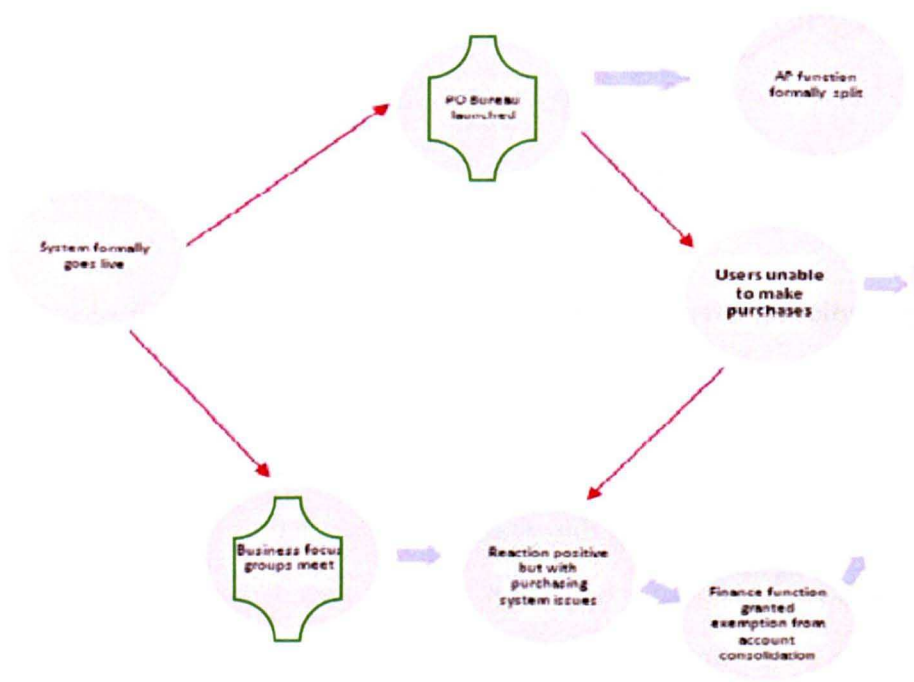 PO Bureau
launched
AP function
formally split
System formally
goes live
Users unable
to make
purchases
Business focus
groups meet
Reaction positive
but with
purchasing
system issues
Finance function
granted
exemption from
account
consolidation